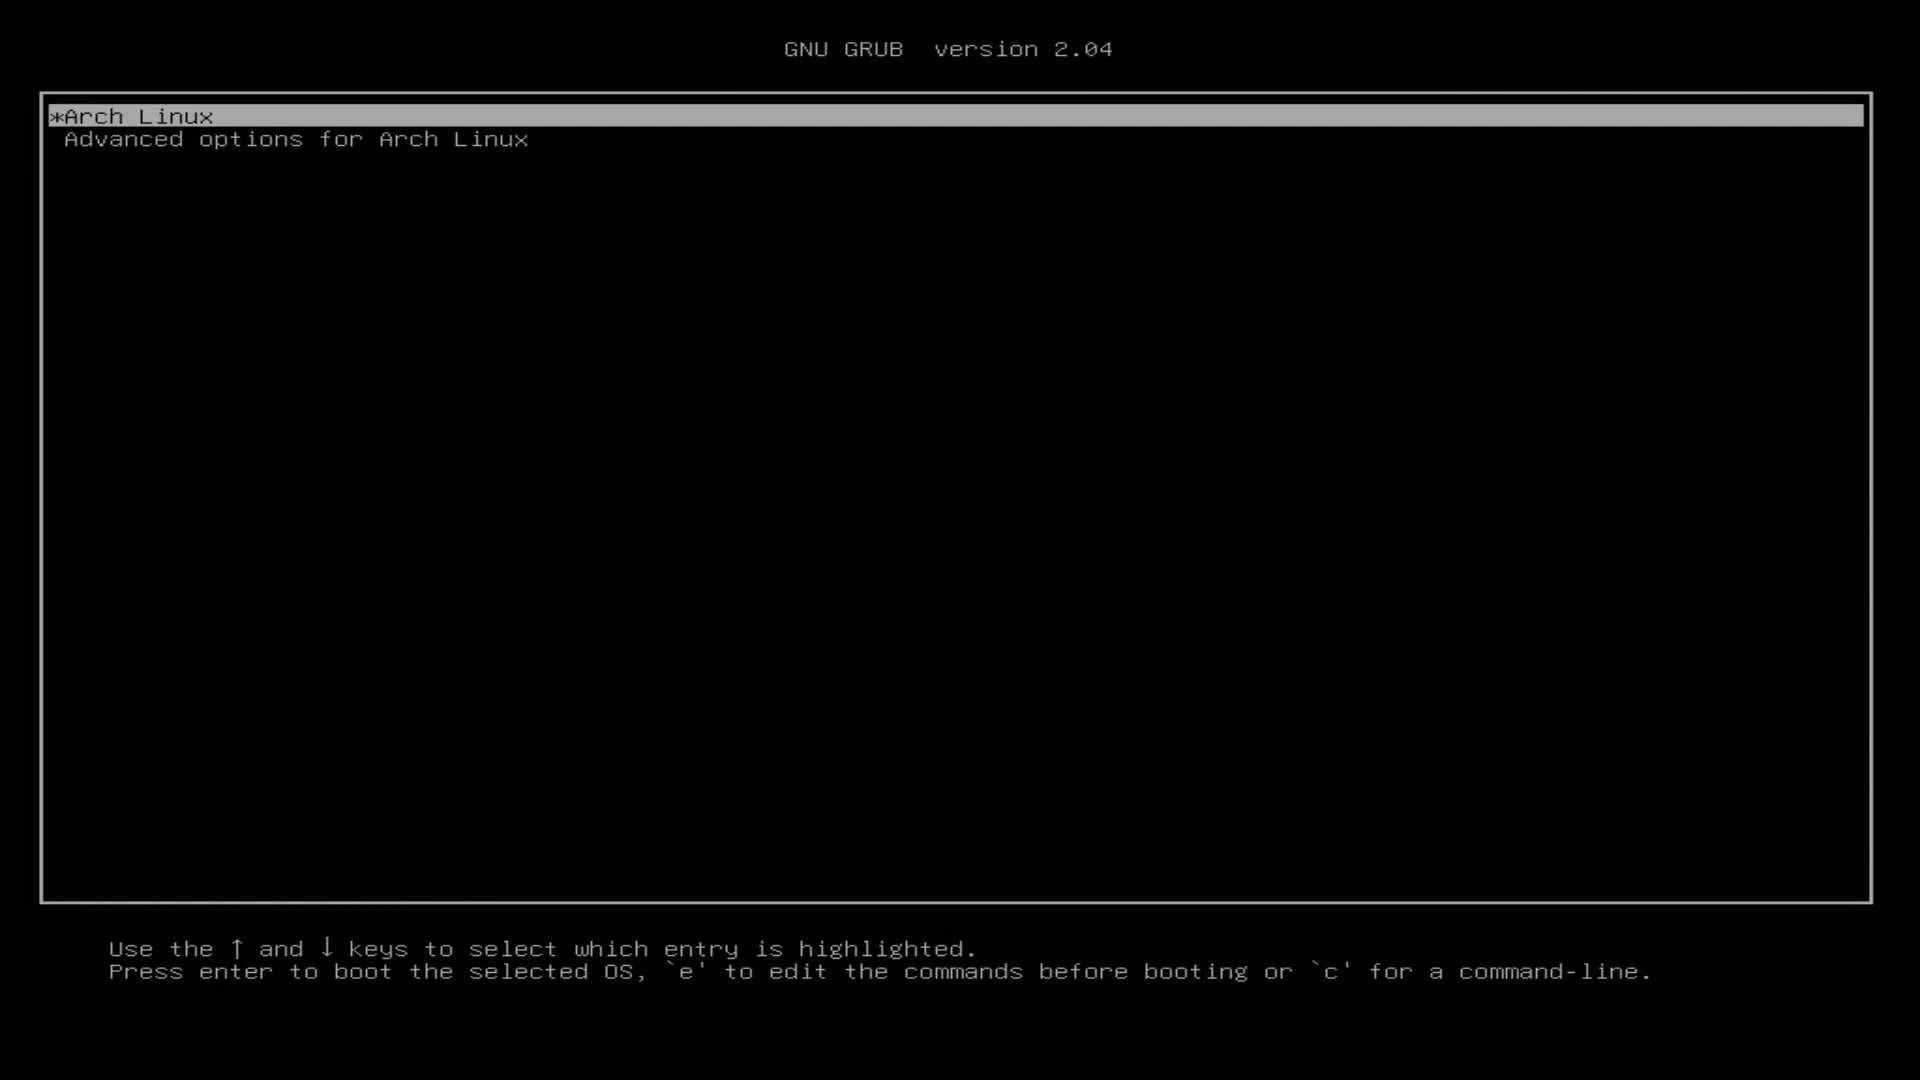 GNU GRUB  version 2.04
*Arch Linux
Advanced options for Arch Linux
Use the ↑ and ↓ keys to select which entry is highlighted.
Press enter to boot the selected OS, `e' to edit the commands before booting or `c' for a command-line.